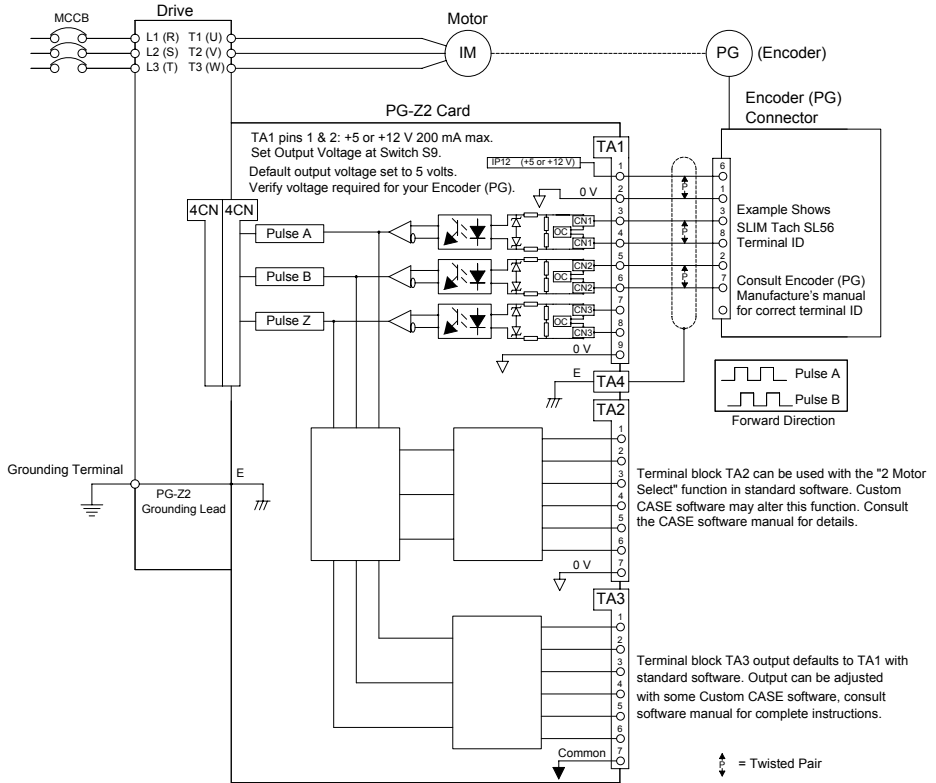 Drive
MCCB
L1 (R) T1 (U)
L2 (S) T2 (V)
L3 (T) T3 (W)
Motor
IM
PG (Encoder)
Encoder (PG)
Connector
PG-Z2 Card
TA1 pins 1 & 2: +5 or +12 V 200 mA max.
Set Output Voltage at Switch S9.
Default output voltage set to 5 volts.
Verify voltage required for your Encoder (PG).
TA1
IP12 (+5 or +12 V)
0 V
1
2
3
4
5
6
7
8
9
4CN 4CN
Pulse A
Pulse B
Pulse Z
OC
CN1
CN1
OC
CN2
CN2
OC
CN3
CN3
0 V
P
P
P
6
1
3
8
2
7
Example Shows
SLIM Tach SL56
Terminal ID
Consult Encoder (PG)
Manufacture's manual
for correct terminal ID
E
TA4
Pulse A
Pulse B
Forward Direction
TA2
1
2
3
4
5
6
7
0 V
Terminal block TA2 can be used with the "2 Motor
Select" function in standard software. Custom
CASE software may alter this function. Consult
the CASE software manual for details.
Grounding Terminal
E
PG-Z2
Grounding Lead
TA3
1
2
3
4
5
6
7
Common
Terminal block TA3 output defaults to TA1 with
standard software. Output can be adjusted
with some Custom CASE software, consult
software manual for complete instructions.
P = Twisted Pair